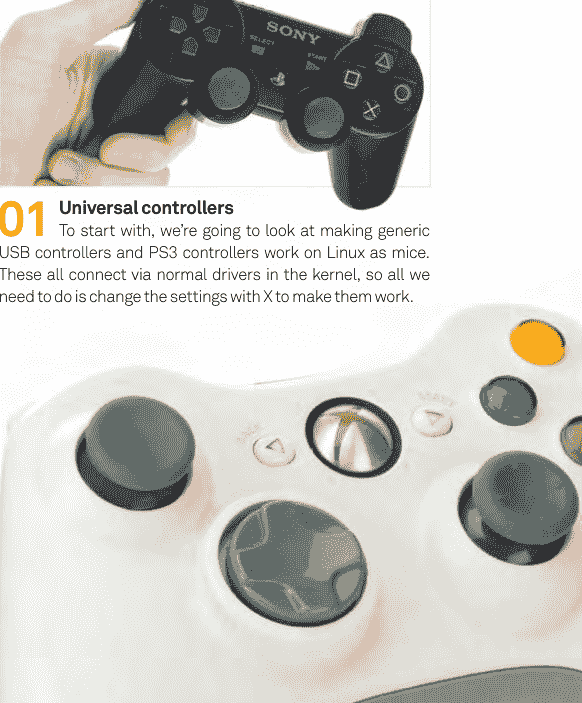 SONY
SELECT
START
01 Universal controllers
To start with, we're going to look at making generic
USB controllers and PS3 controllers work on Linux as mice.
These all connect via normal drivers in the kernel, so all we
need to do is change the settings with X to make them work.